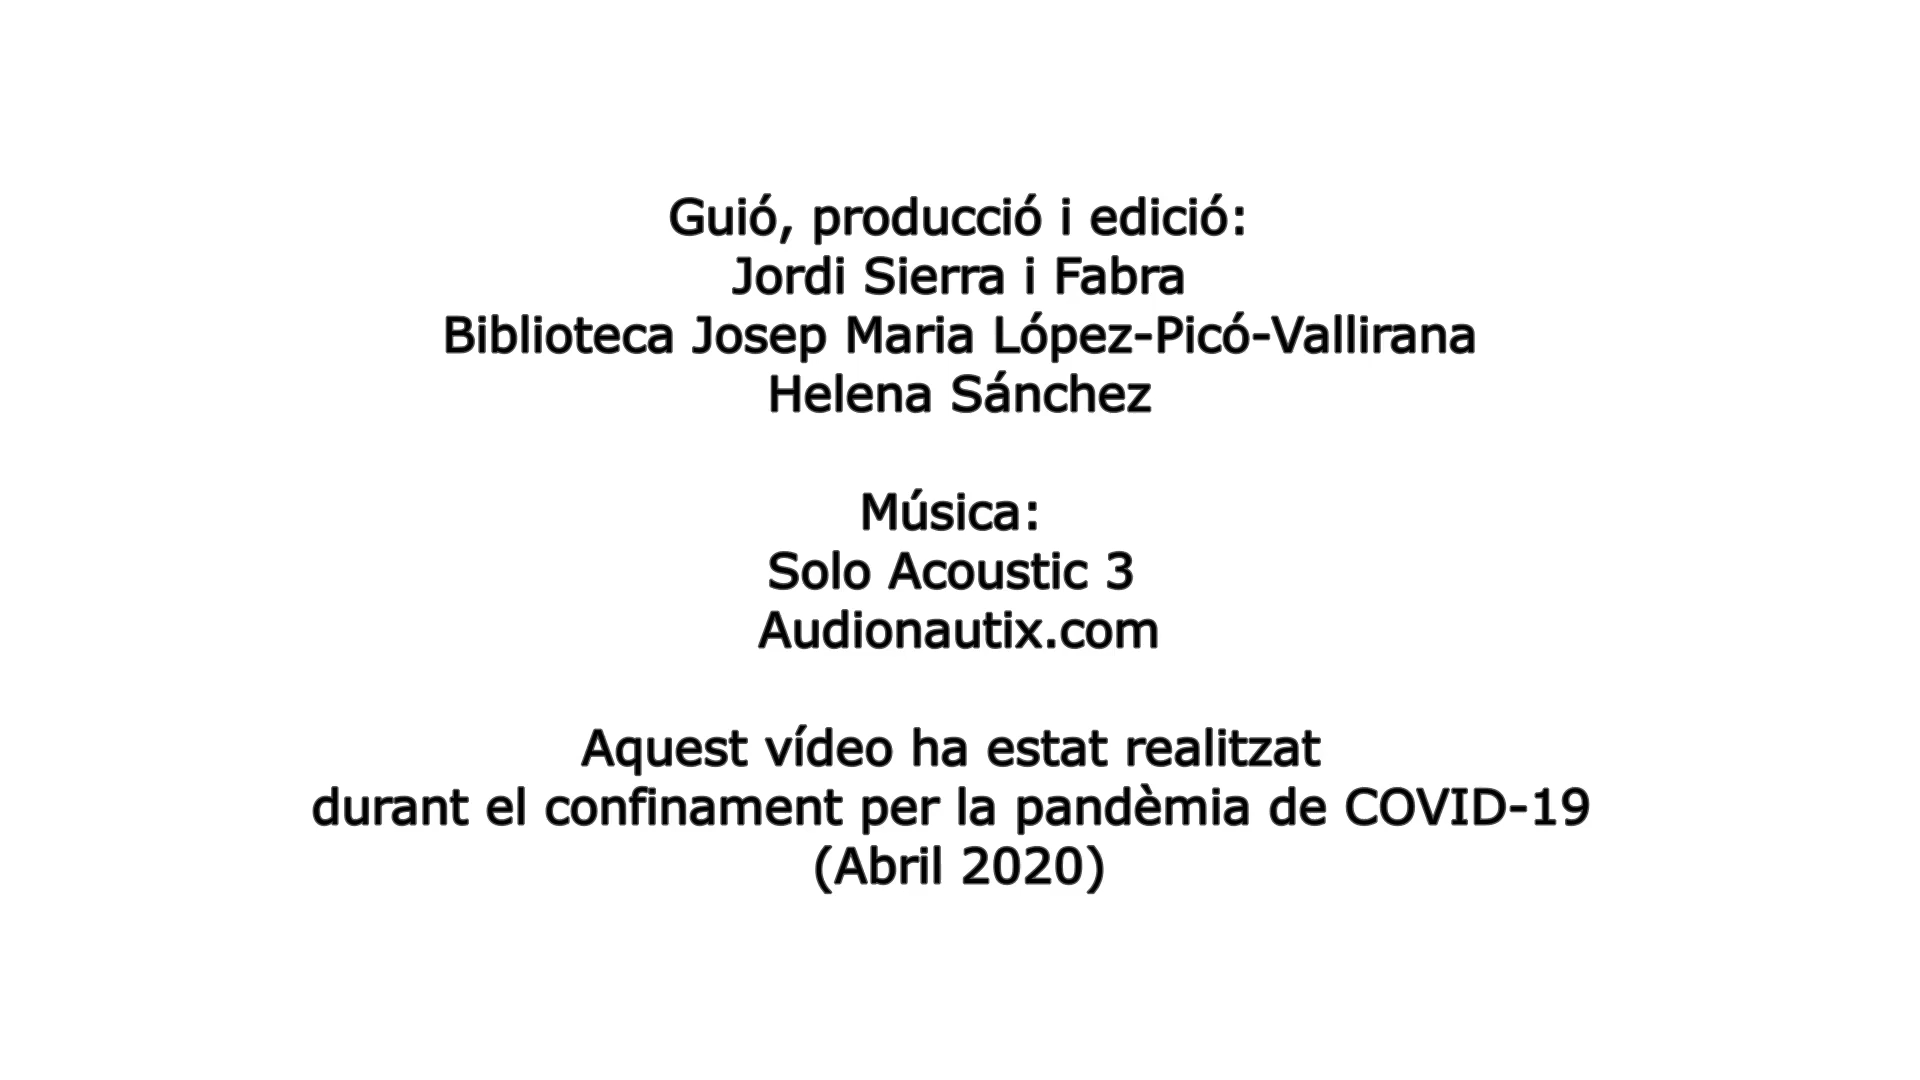 Guió, producció i edició:
Jordi Sierra i Fabra
Biblioteca Josep Maria López-Picó-Vallirana
Helena Sánchez
Música:
Solo Acoustic 3
Audionautix.com
Aquest vídeo ha estat realitzat
durant el confinament per la pandèmia de COVID-19
(Abril 2020)